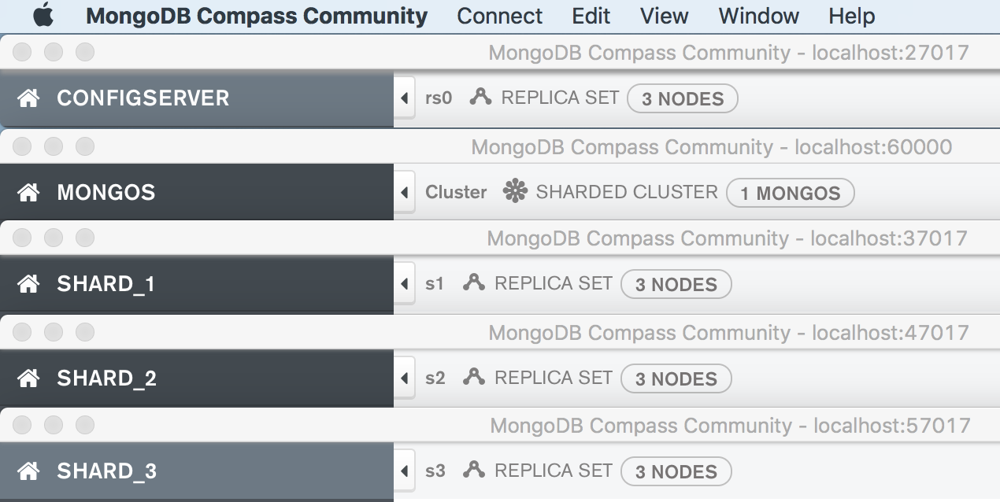 MongoDB Compass Community Connect Edit View Window Help
MongoDB Compass Community - localhost:27017
CONFIGSERVER rs0 REPLICA SET 3 NODES
MongoDB Compass Community - localhost:60000
MONGOS Cluster SHARDED CLUSTER 1 MONGOS
MongoDB Compass Community - localhost:37017
SHARD_1 s1 REPLICA SET 3 NODES
MongoDB Compass Community - localhost:47017
SHARD_2 s2 REPLICA SET 3 NODES
MongoDB Compass Community - localhost:57017
SHARD_3 s3 REPLICA SET 3 NODES